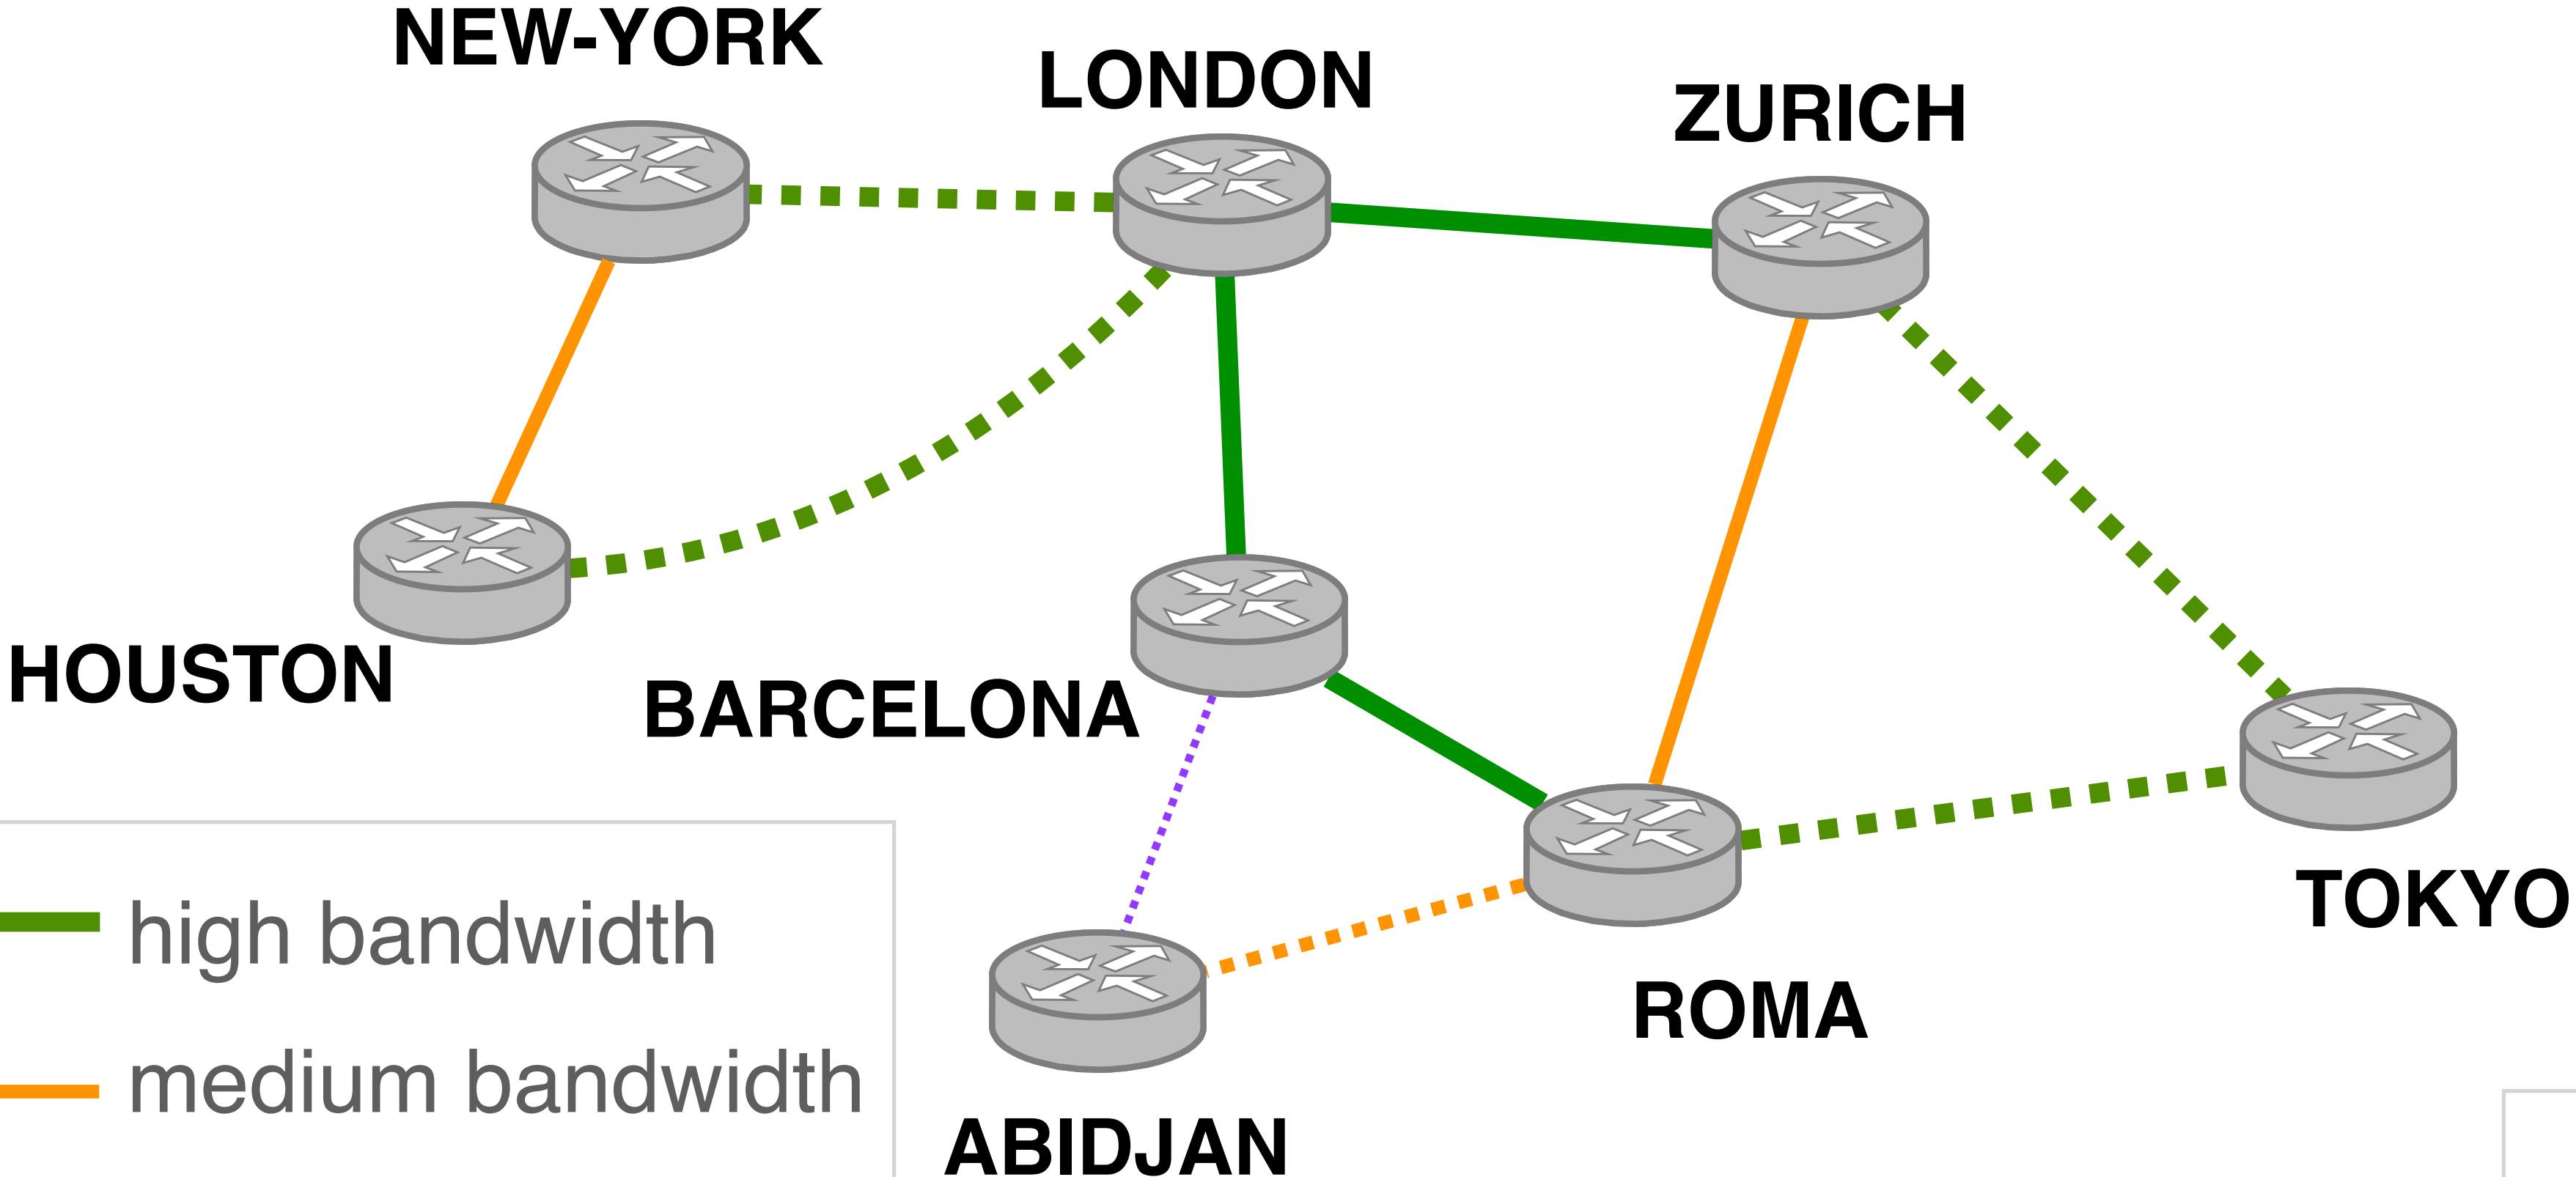 NEW-YORK
LONDON
ZURICH
HOUSTON
BARCELONA
TOKYO
ROMA
ABIDJAN
high bandwidth
medium bandwidth